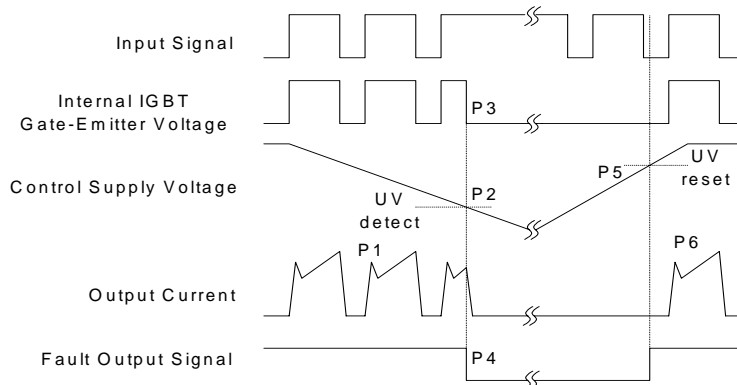 Input Signal
Internal IGBT
Gate-Emitter Voltage
P3
Control Supply Voltage
P5
UV
reset
P2
UV
detect
P1
P6
Output Current
Fault Output Signal
P4